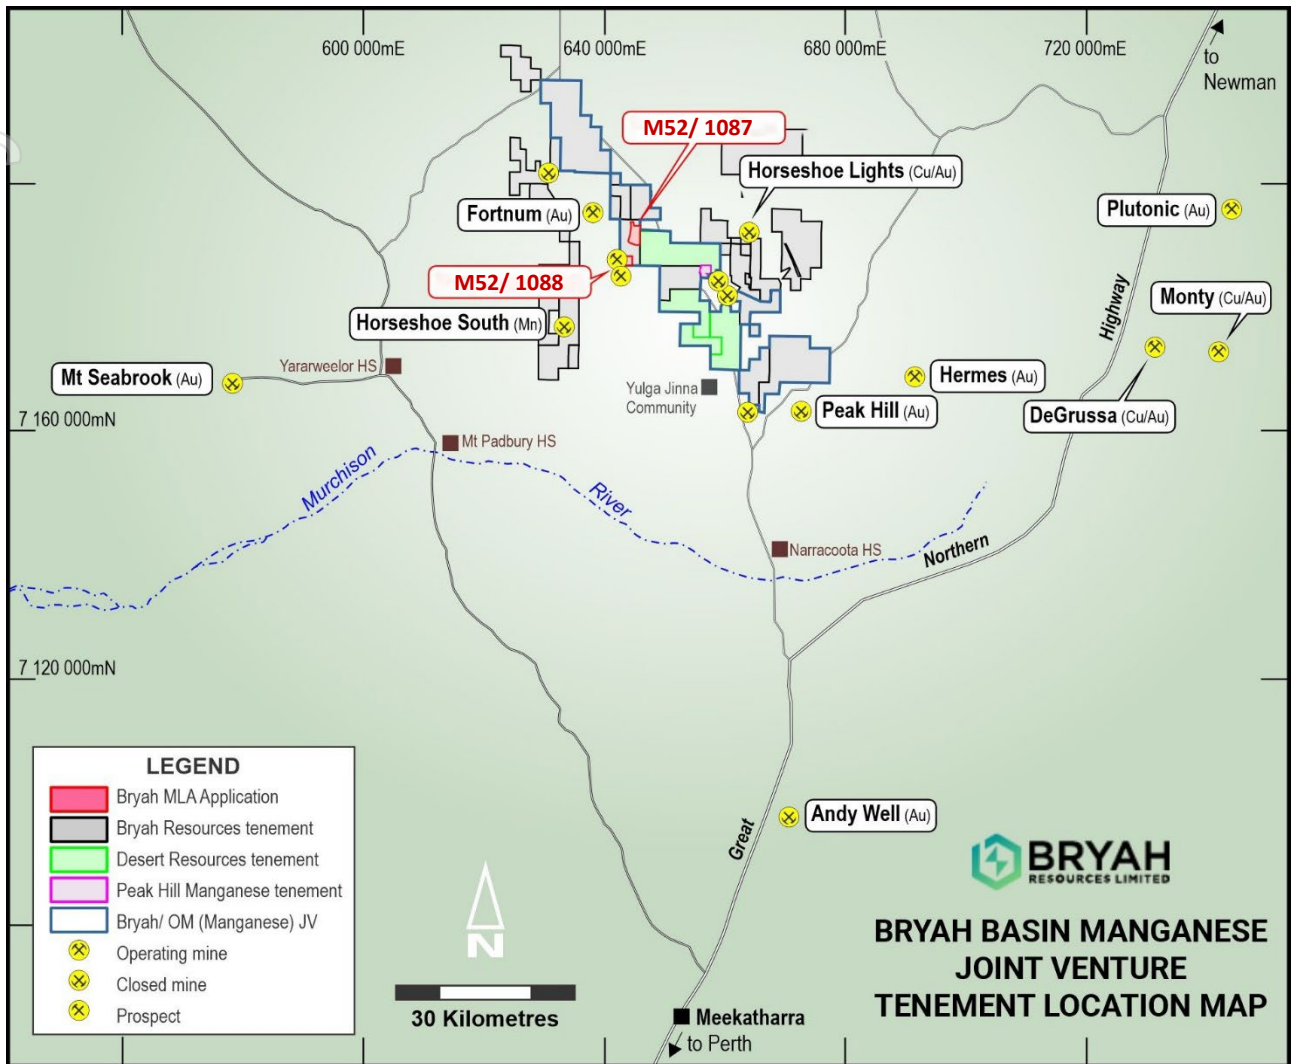 600 000mE
640 000mE
680 000mE
720 000mE
to
Newman
M52/ 1087
Horseshoe Lights (Cu/Au)
Fortnum (Au)
Plutonic (Au)
M52/ 1088
Highway
Monty (Cu/Au)
Horseshoe South (Mn)
Yararweelor HS
Mt Seabrook (Au)
Yulga Jinna
Community
Hermes (Au)
Peak Hill (Au)
DeGrussa (Cu/Au)
7 160 000mN
Mt Padbury HS
Murchison
River
Narracoota HS
Northern
7 120 000mN
LEGEND
Bryah MLA Application
Bryah Resources tenement
Desert Resources tenement
Peak Hill Manganese tenement
Bryah/ OM (Manganese) JV
Operating mine
Closed mine
Prospect
Andy Well (Au)
Great
N
30 Kilometres
BRYAH
RESOURCES LIMITED
BRYAH BASIN MANGANESE
JOINT VENTURE
TENEMENT LOCATION MAP
Meekatharra
to Perth